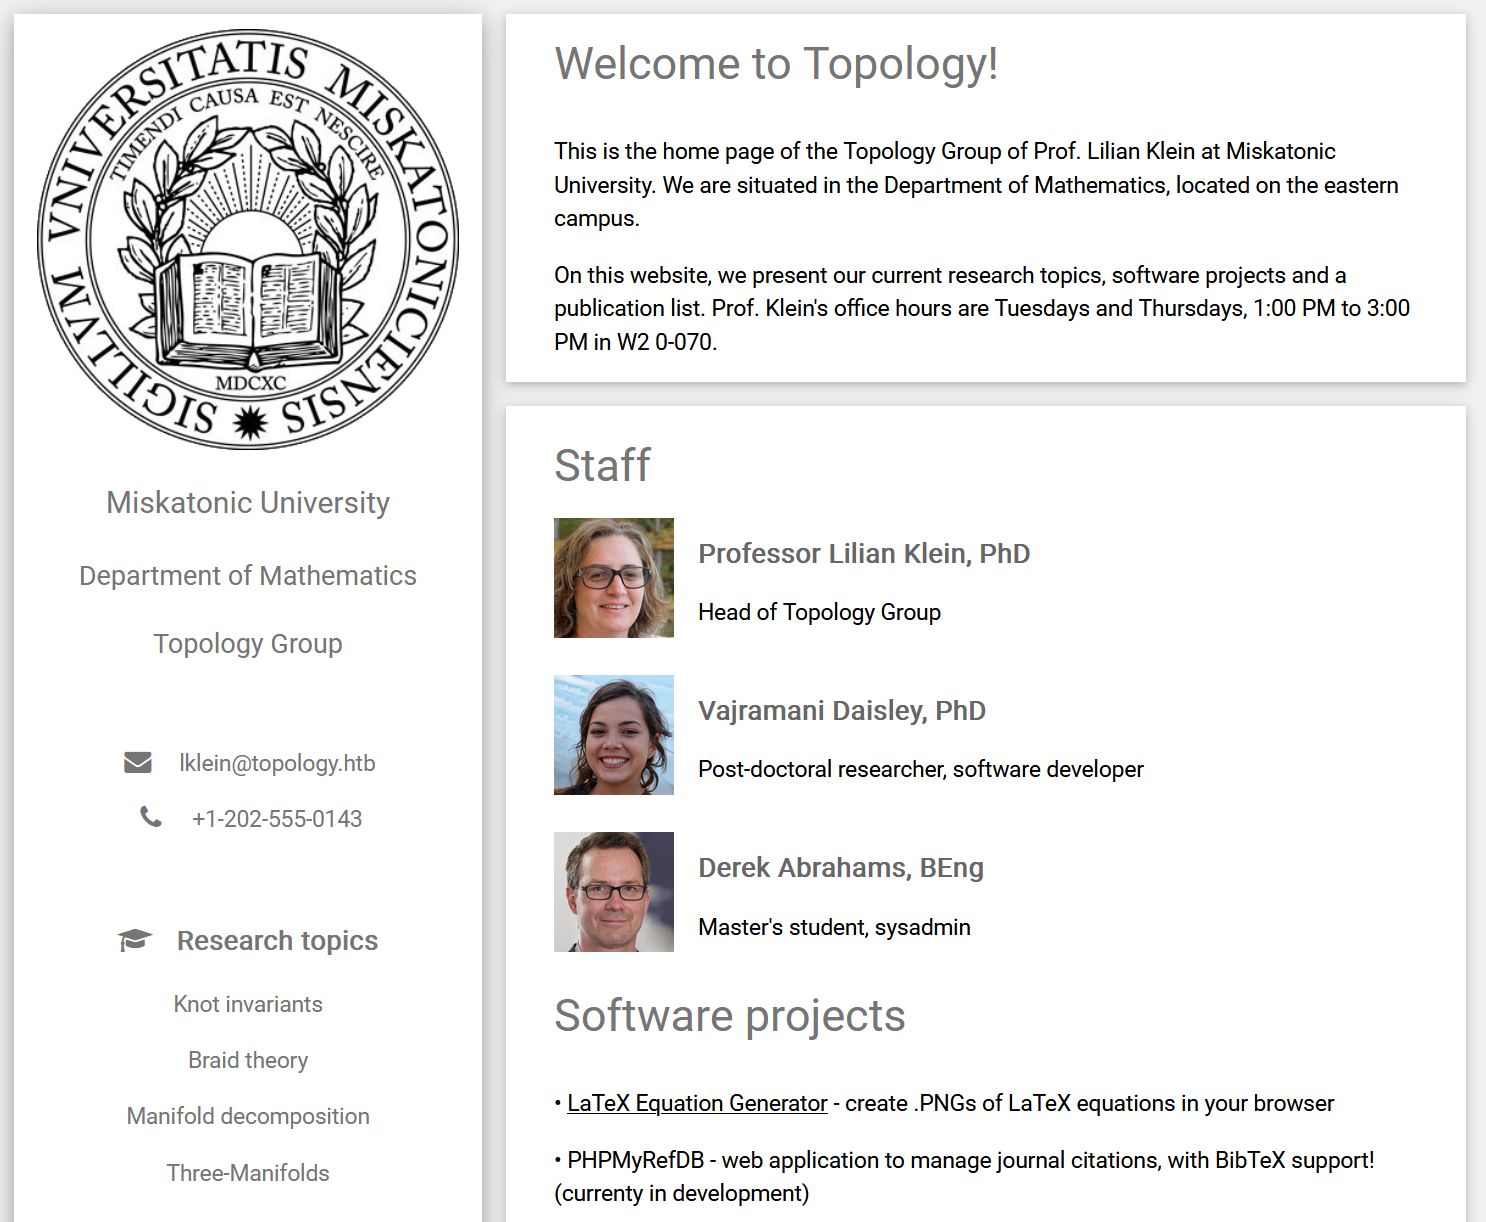 VNIVERSITATIS MISKATONICIENSIS
SIGILLVM
TIMENDI CAUSA EST NESCIRE
MDCXC
Miskatonic University
Department of Mathematics
Topology Group
lklein@topology.htb
+1-202-555-0143
Research topics
Knot invariants
Braid theory
Manifold decomposition
Three-Manifolds
Welcome to Topology!
This is the home page of the Topology Group of Prof. Lilian Klein at Miskatonic
University. We are situated in the Department of Mathematics, located on the eastern
campus.
On this website, we present our current research topics, software projects and a
publication list. Prof. Klein's office hours are Tuesdays and Thursdays, 1:00 PM to 3:00
PM in W2 0-070.
Staff
Professor Lilian Klein, PhD
Head of Topology Group
Vajramani Daisley, PhD
Post-doctoral researcher, software developer
Derek Abrahams, BEng
Master's student, sysadmin
Software projects
• LaTeX Equation Generator - create .PNGs of LaTeX equations in your browser
• PHPMyRefDB - web application to manage journal citations, with BibTeX support!
(currenty in development)